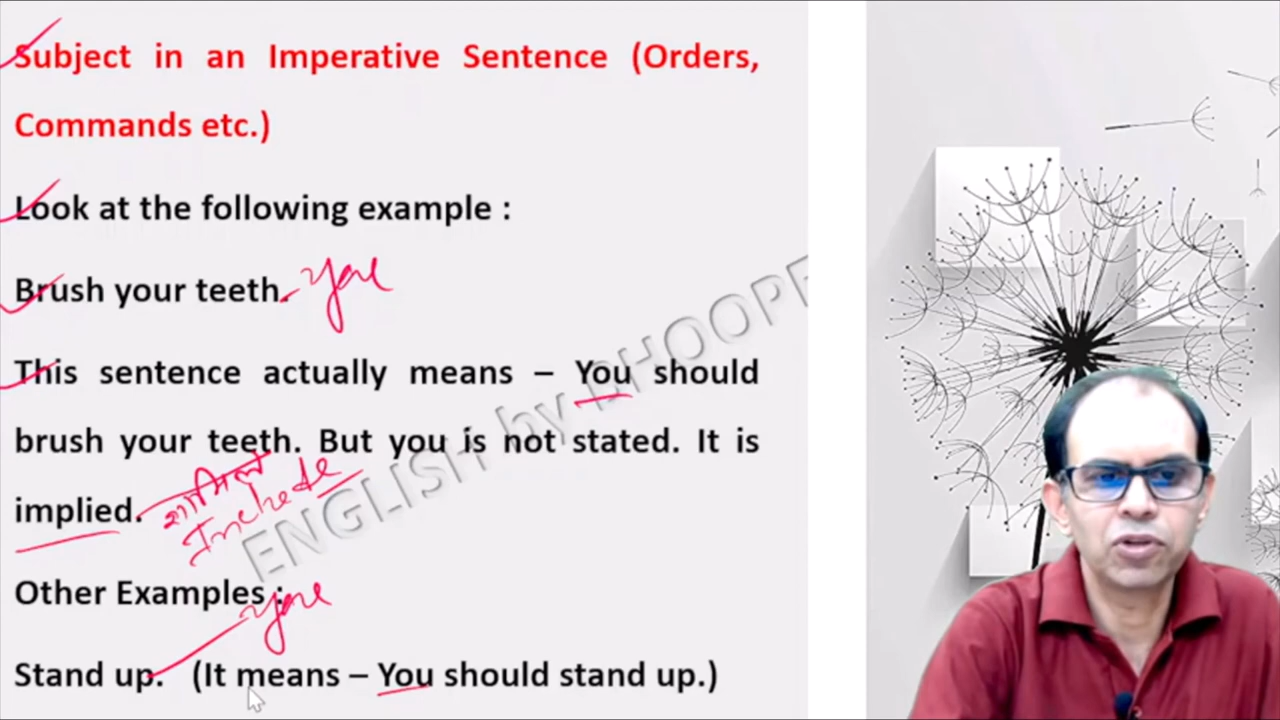 Subject in an Imperative Sentence (Orders,
Commands etc.)
Look at the following example :
Brush your teeth. you
This sentence actually means – You should
brush your teeth. But you is not stated. It is
implied. शामिल
Include
Other Examples :
you
Stand up. (It means – You should stand up.)
ENGLISH by DHOOPE